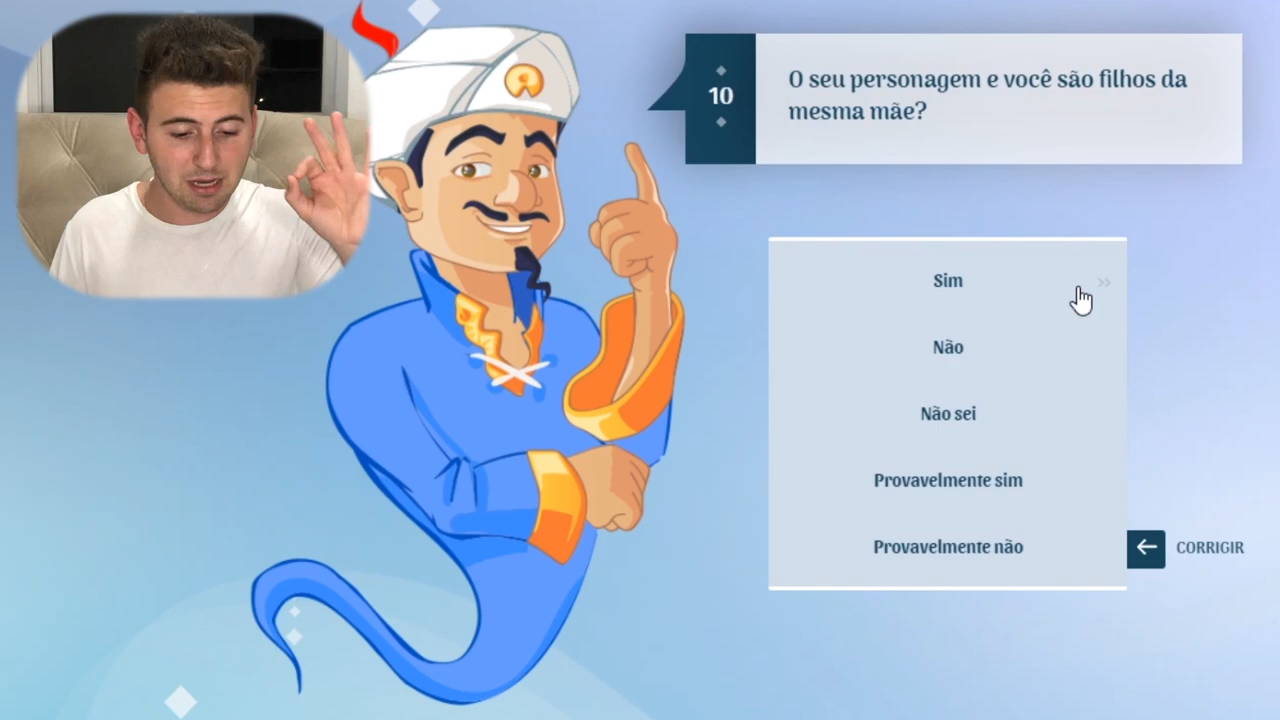 10
O seu personagem e você são filhos da
mesma mãe?
Sim
Não
Não sei
Provavelmente sim
Provavelmente não
CORRIGIR